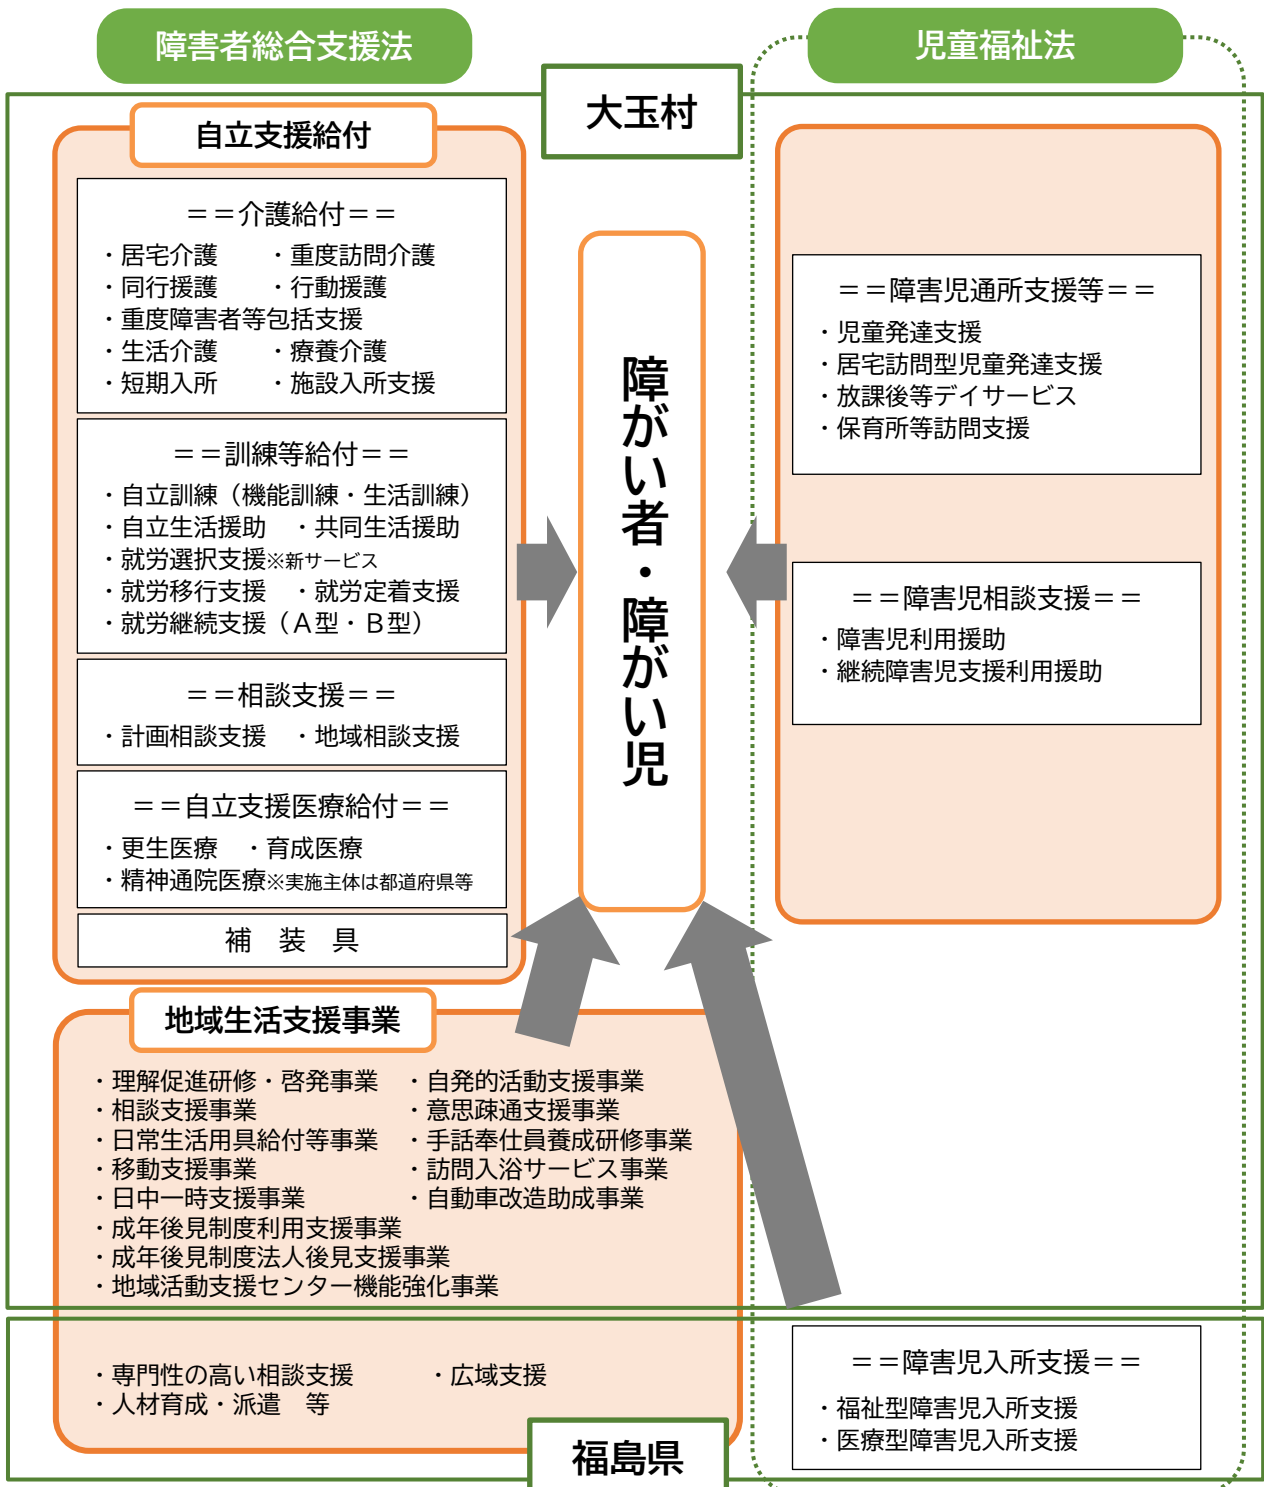 障害者総合支援法
児童福祉法
大玉村
自立支援給付
＝＝介護給付＝＝
・居宅介護　　・重度訪問介護
・同行援護　　・行動援護
・重度障害者等包括支援
・生活介護　　・療養介護
・短期入所　　・施設入所支援
＝＝訓練等給付＝＝
・自立訓練（機能訓練・生活訓練）
・自立生活援助　・共同生活援助
・就労選択支援※新サービス
・就労移行支援　・就労定着支援
・就労継続支援（Ａ型・Ｂ型）
＝＝相談支援＝＝
・計画相談支援　・地域相談支援
＝＝自立支援医療給付＝＝
・更生医療　・育成医療
・精神通院医療※実施主体は都道府県等
補　装　具
障がい者・障がい児
＝＝障害児通所支援等＝＝
・児童発達支援
・居宅訪問型児童発達支援
・放課後等デイサービス
・保育所等訪問支援
＝＝障害児相談支援＝＝
・障害児利用援助
・継続障害児支援利用援助
地域生活支援事業
・理解促進研修・啓発事業　・自発的活動支援事業
・相談支援事業　　　　　　・意思疎通支援事業
・日常生活用具給付等事業　・手話奉仕員養成研修事業
・移動支援事業　　　　　　・訪問入浴サービス事業
・日中一時支援事業　　　　・自動車改造助成事業
・成年後見制度利用支援事業
・成年後見制度法人後見支援事業
・地域活動支援センター機能強化事業
・専門性の高い相談支援　　　・広域支援
・人材育成・派遣　等
福島県
＝＝障害児入所支援＝＝
・福祉型障害児入所支援
・医療型障害児入所支援